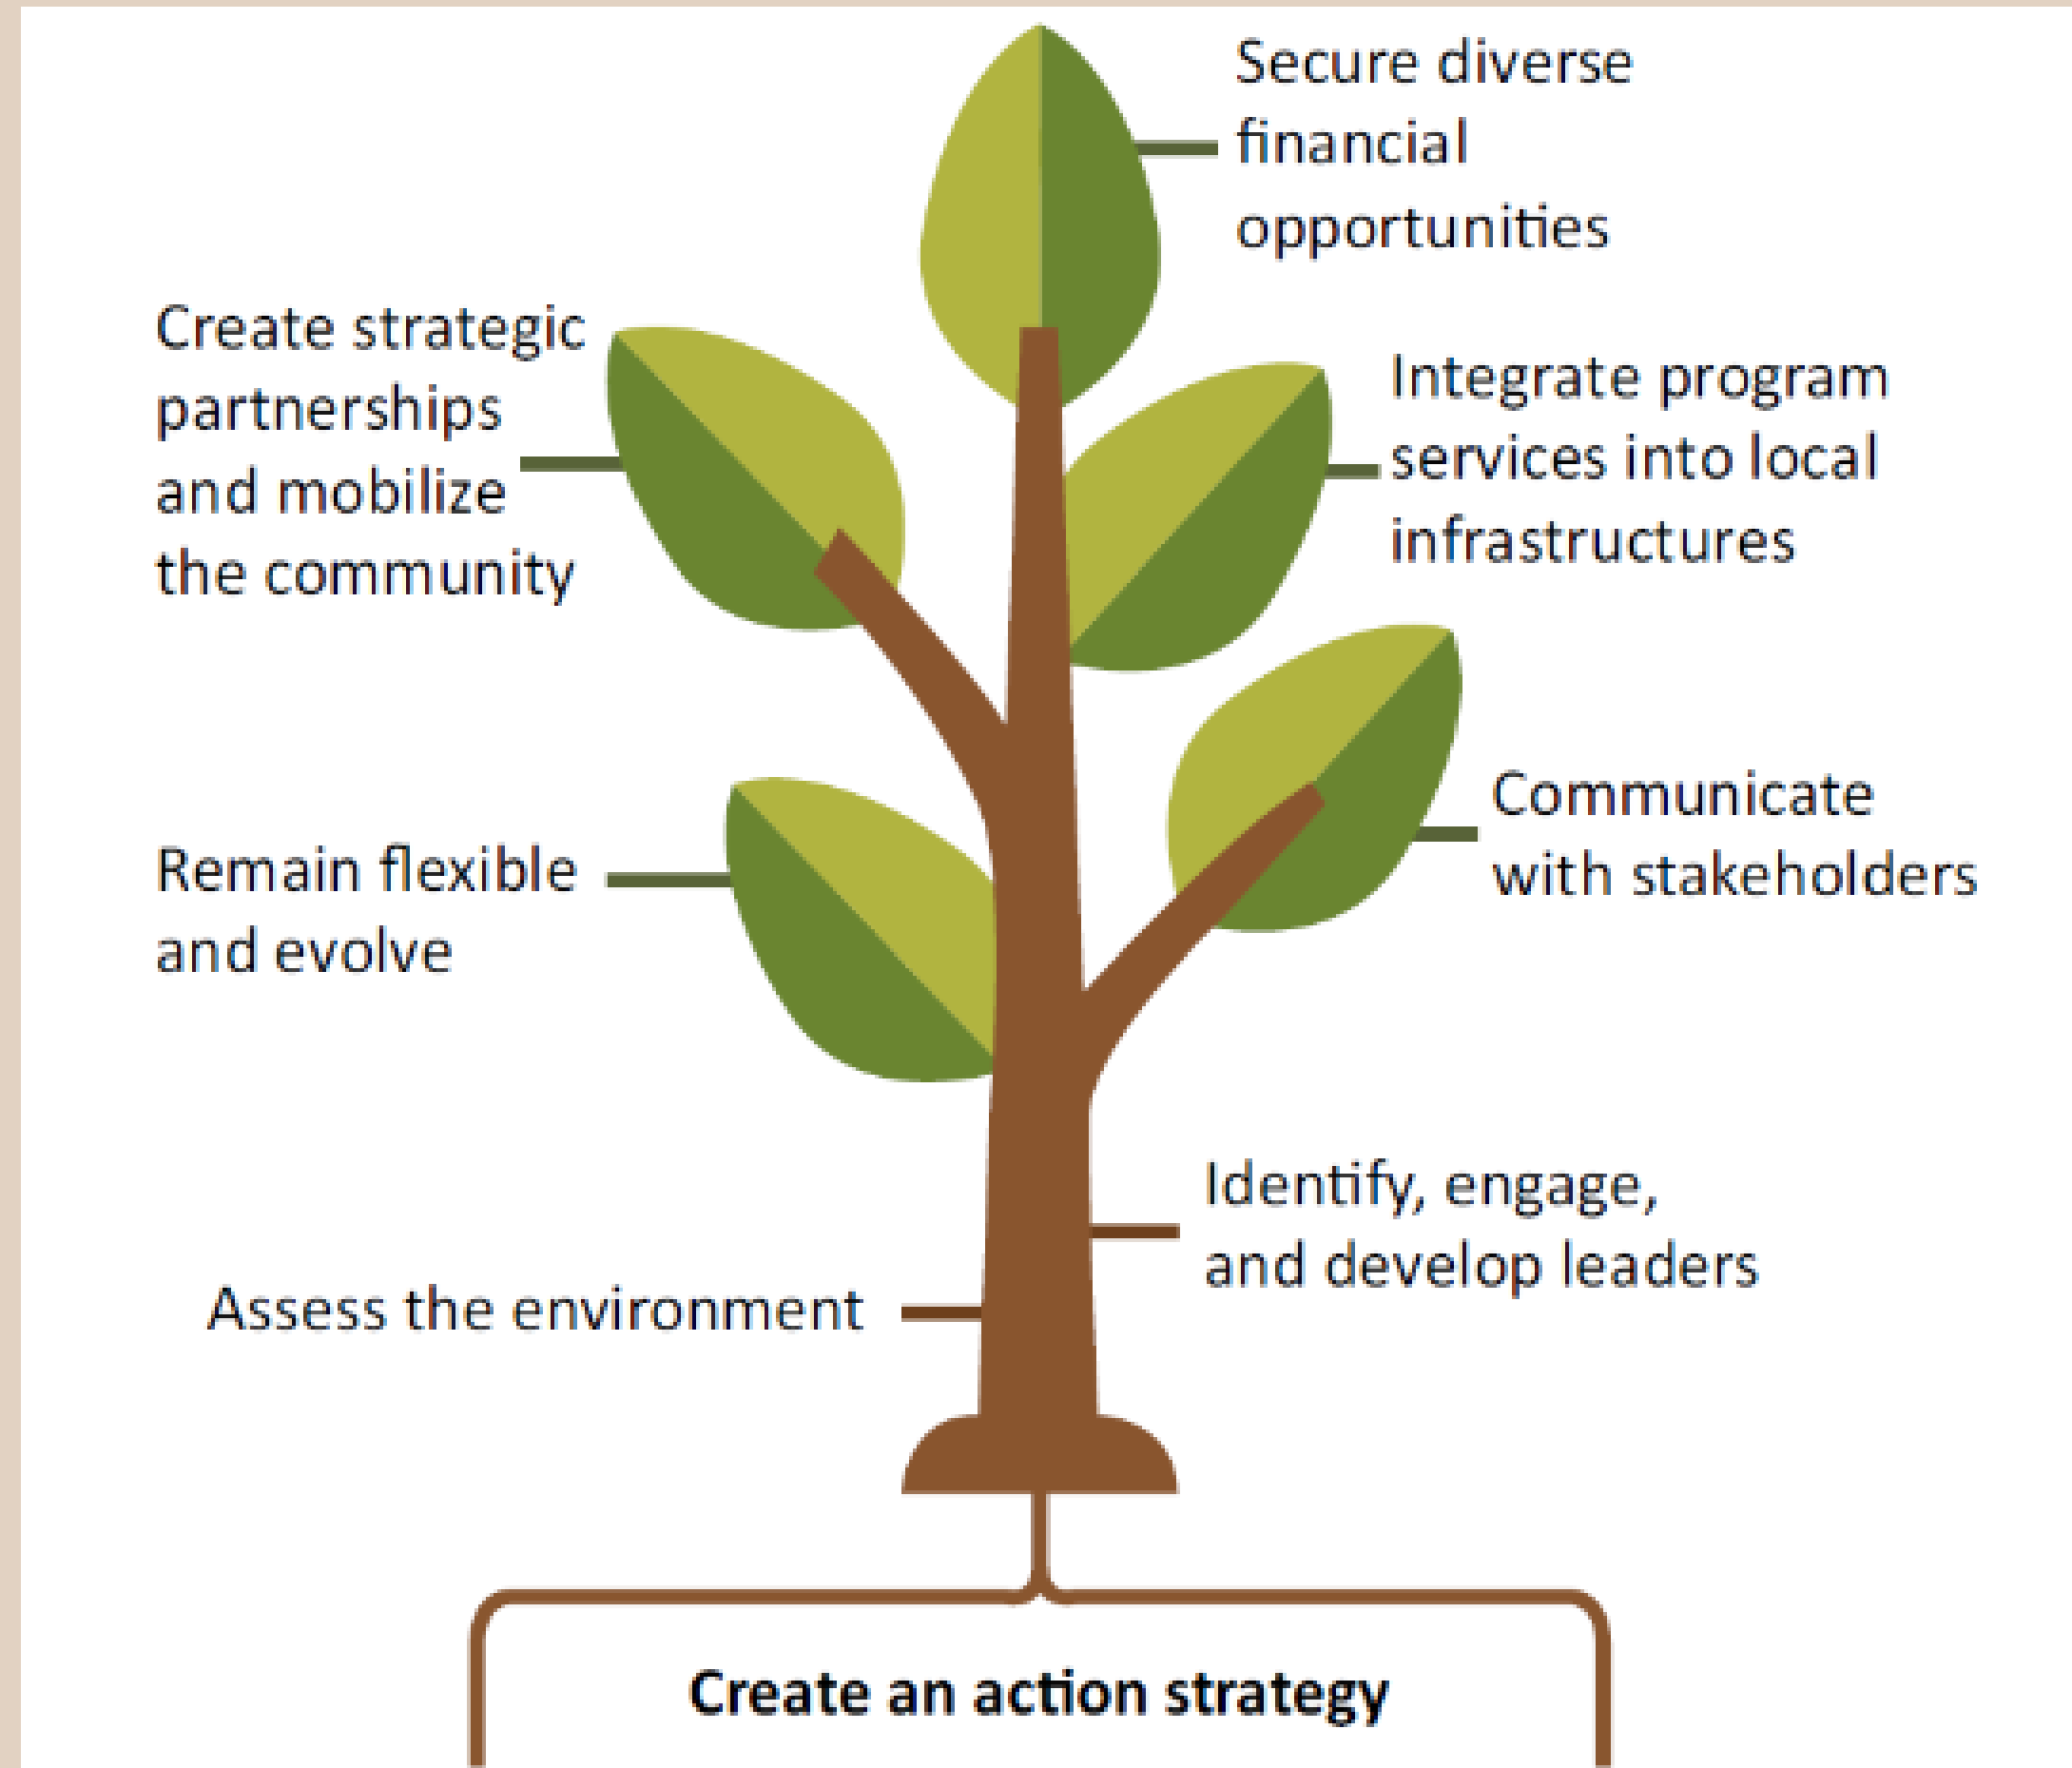 Secure diverse
financial
opportunities
Create strategic
partnerships
and mobilize
the community
Integrate program
services into local
infrastructures
Communicate
with stakeholders
Remain flexible
and evolve
Identify, engage,
and develop leaders
Assess the environment
Create an action strategy